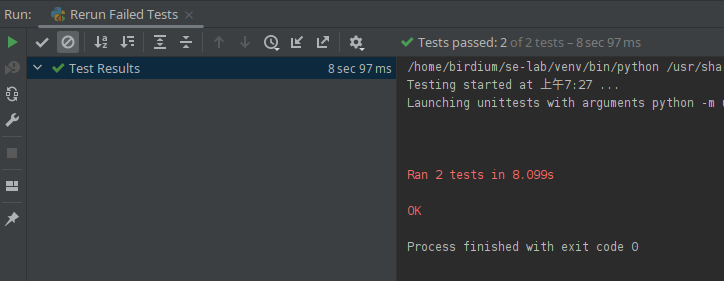 Run: Rerun Failed Tests
Tests passed: 2 of 2 tests – 8 sec 97 ms
Test Results 8 sec 97 ms
/home/birdium/se-lab/venv/bin/python /usr/sha
Testing started at 上午7:27 ...
Launching unittests with arguments python -m
Ran 2 tests in 8.099s
OK
Process finished with exit code 0